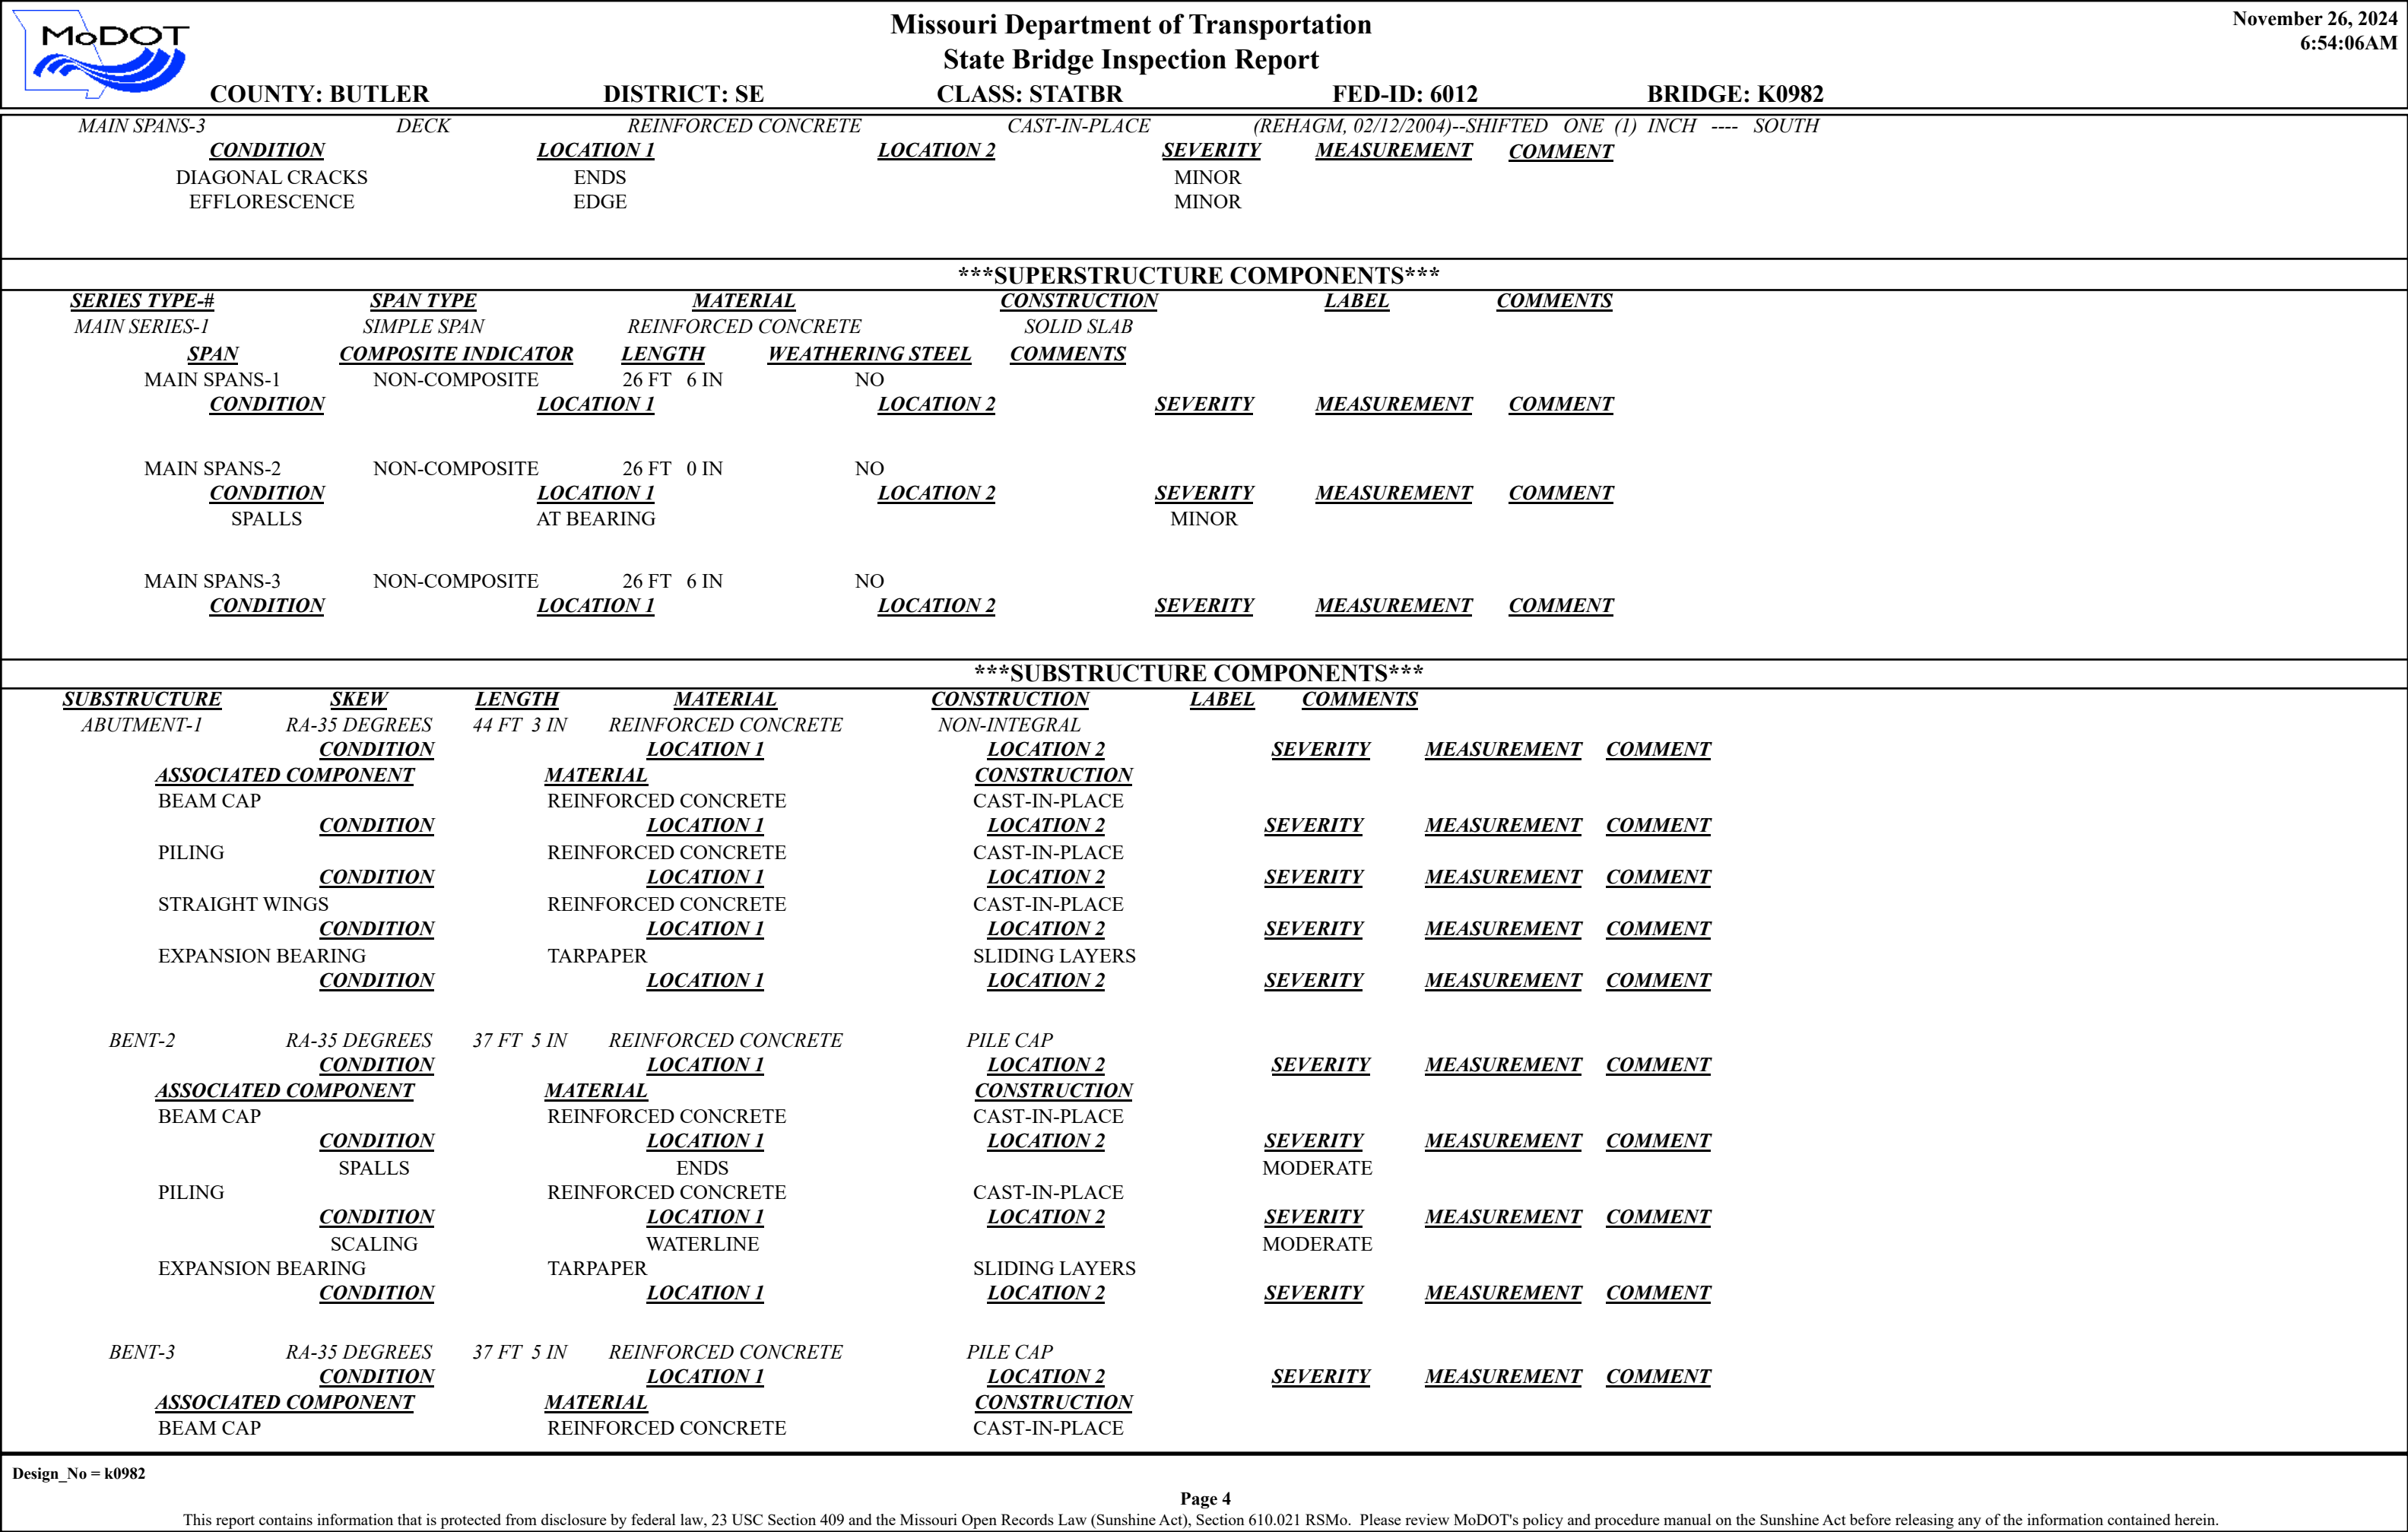 MoDOT
Missouri Department of Transportation
State Bridge Inspection Report
November 26, 2024
6:54:06AM
COUNTY: BUTLER DISTRICT: SE CLASS: STATBR FED-ID: 6012 BRIDGE: K0982
MAIN SPANS-3 DECK REINFORCED CONCRETE CAST-IN-PLACE (REHAGM, 02/12/2004)--SHIFTED ONE (1) INCH ---- SOUTH
CONDITION LOCATION 1 LOCATION 2 SEVERITY MEASUREMENT COMMENT
DIAGONAL CRACKS ENDS MINOR
EFFLORESCENCE EDGE MINOR
***SUPERSTRUCTURE COMPONENTS***
SERIES TYPE-# SPAN TYPE MATERIAL CONSTRUCTION LABEL COMMENTS
MAIN SERIES-1 SIMPLE SPAN REINFORCED CONCRETE SOLID SLAB
SPAN COMPOSITE INDICATOR LENGTH WEATHERING STEEL COMMENTS
MAIN SPANS-1 NON-COMPOSITE 26 FT 6 IN NO
CONDITION LOCATION 1 LOCATION 2 SEVERITY MEASUREMENT COMMENT
MAIN SPANS-2 NON-COMPOSITE 26 FT 0 IN NO
CONDITION LOCATION 1 LOCATION 2 SEVERITY MEASUREMENT COMMENT
SPALLS AT BEARING MINOR
MAIN SPANS-3 NON-COMPOSITE 26 FT 6 IN NO
CONDITION LOCATION 1 LOCATION 2 SEVERITY MEASUREMENT COMMENT
***SUBSTRUCTURE COMPONENTS***
SUBSTRUCTURE SKEW LENGTH MATERIAL CONSTRUCTION LABEL COMMENTS
ABUTMENT-1 RA-35 DEGREES 44 FT 3 IN REINFORCED CONCRETE NON-INTEGRAL
CONDITION LOCATION 1 LOCATION 2 SEVERITY MEASUREMENT COMMENT
ASSOCIATED COMPONENT MATERIAL CONSTRUCTION
BEAM CAP REINFORCED CONCRETE CAST-IN-PLACE
CONDITION LOCATION 1 LOCATION 2 SEVERITY MEASUREMENT COMMENT
PILING REINFORCED CONCRETE CAST-IN-PLACE
CONDITION LOCATION 1 LOCATION 2 SEVERITY MEASUREMENT COMMENT
STRAIGHT WINGS REINFORCED CONCRETE CAST-IN-PLACE
CONDITION LOCATION 1 LOCATION 2 SEVERITY MEASUREMENT COMMENT
EXPANSION BEARING TARPAPER SLIDING LAYERS
CONDITION LOCATION 1 LOCATION 2 SEVERITY MEASUREMENT COMMENT
BENT-2 RA-35 DEGREES 37 FT 5 IN REINFORCED CONCRETE PILE CAP
CONDITION LOCATION 1 LOCATION 2 SEVERITY MEASUREMENT COMMENT
ASSOCIATED COMPONENT MATERIAL CONSTRUCTION
BEAM CAP REINFORCED CONCRETE CAST-IN-PLACE
CONDITION LOCATION 1 LOCATION 2 SEVERITY MEASUREMENT COMMENT
SPALLS ENDS MODERATE
PILING REINFORCED CONCRETE CAST-IN-PLACE
CONDITION LOCATION 1 LOCATION 2 SEVERITY MEASUREMENT COMMENT
SCALING WATERLINE MODERATE
EXPANSION BEARING TARPAPER SLIDING LAYERS
CONDITION LOCATION 1 LOCATION 2 SEVERITY MEASUREMENT COMMENT
BENT-3 RA-35 DEGREES 37 FT 5 IN REINFORCED CONCRETE PILE CAP
CONDITION LOCATION 1 LOCATION 2 SEVERITY MEASUREMENT COMMENT
ASSOCIATED COMPONENT MATERIAL CONSTRUCTION
BEAM CAP REINFORCED CONCRETE CAST-IN-PLACE
Design_No = k0982
Page 4
This report contains information that is protected from disclosure by federal law, 23 USC Section 409 and the Missouri Open Records Law (Sunshine Act), Section 610.021 RSMo. Please review MoDOT's policy and procedure manual on the Sunshine Act before releasing any of the information contained herein.